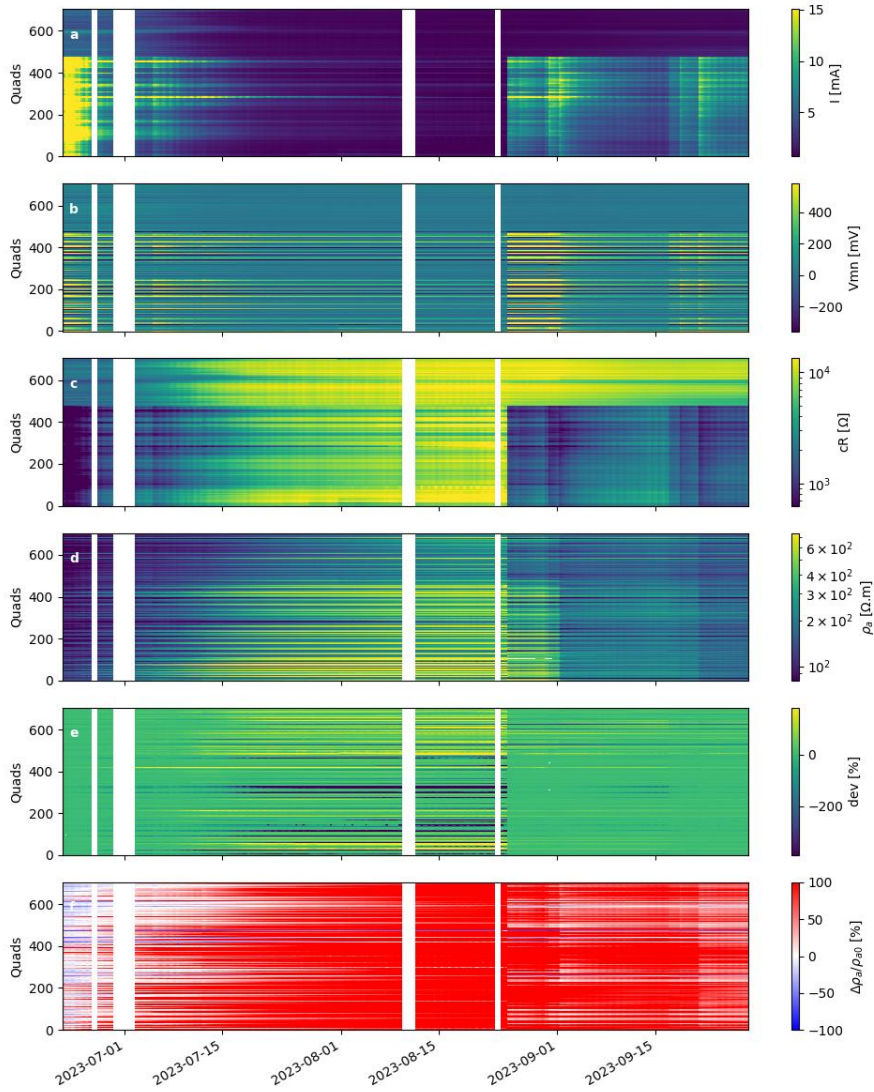 a
Quads
600
400
200
0
15
10
5
I [mA]
b
Quads
600
400
200
0
400
200
0
−200
Vmn [mV]
c
Quads
600
400
200
0
10⁴
10³
cR [Ω]
d
Quads
600
400
200
0
6 × 10²
4 × 10²
3 × 10²
2 × 10²
10²
ρₐ [Ω.m]
e
Quads
600
400
200
0
0
−200
dev [%]
f
Quads
600
400
200
0
100
50
0
−50
−100
Δρₐ/ρₐ₀ [%]
2023-07-01
2023-07-15
2023-08-01
2023-08-15
2023-09-01
2023-09-15